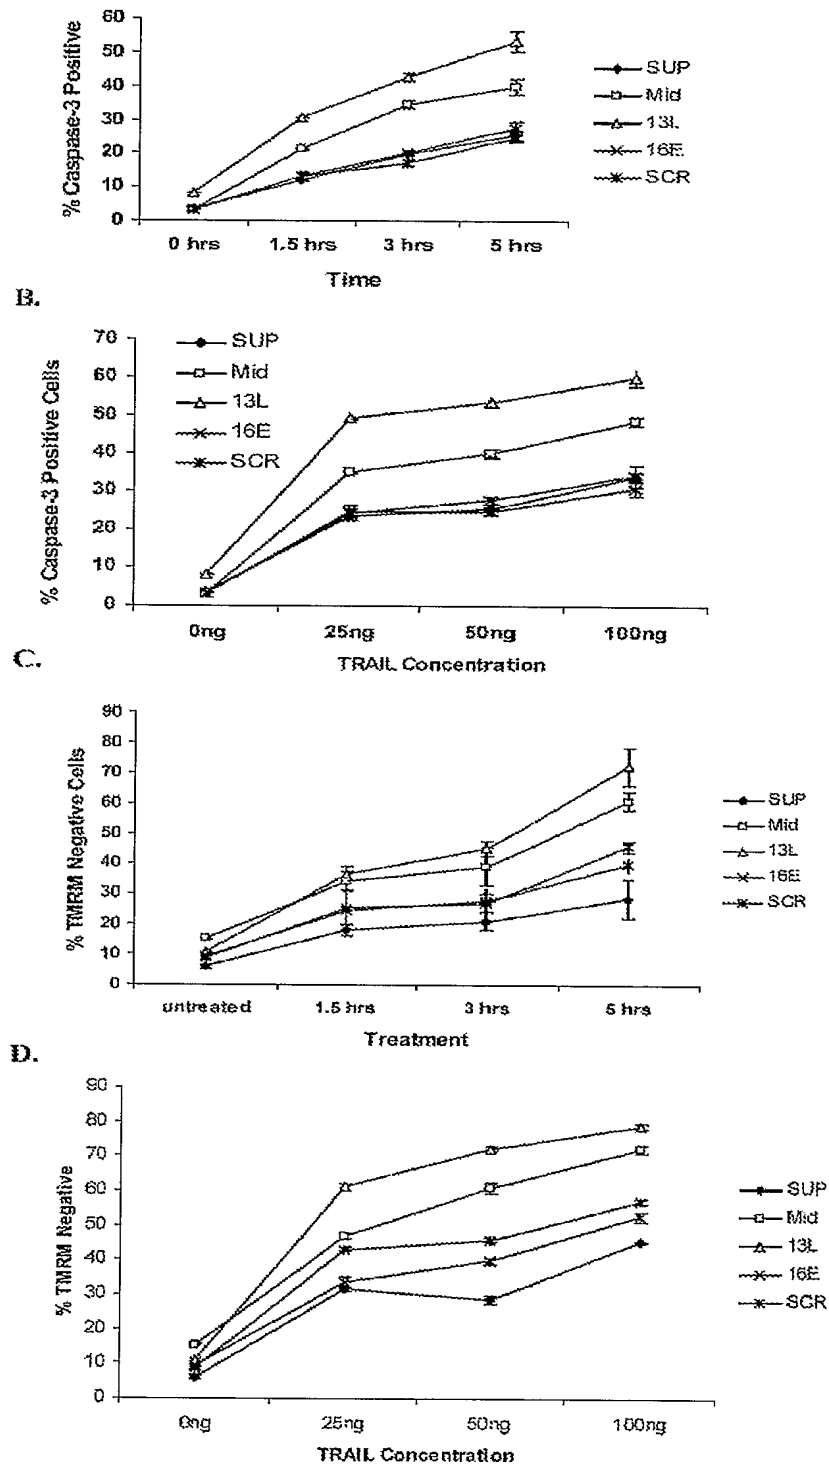 60
50
40
30
20
10
0
% Caspase-3 Positive
0 hrs 1.5 hrs 3 hrs 5 hrs
Time
SUP
Mid
13L
16E
SCR
B.
70
60
50
40
30
20
10
0
% Caspase-3 Positive Cells
SUP
Mid
13L
16E
SCR
0ng 25ng 50ng 100ng
TRAIL Concentration
C.
90
80
70
60
50
40
30
20
10
0
% TMRM Negative Cells
untreated 1.5 hrs 3 hrs 5 hrs
Treatment
SUP
Mid
13L
16E
SCR
D.
90
80
70
60
50
40
30
20
10
0
% TMRM Negative
0ng 25ng 50ng 100ng
TRAIL Concentration
SUP
Mid
13L
16E
SCR